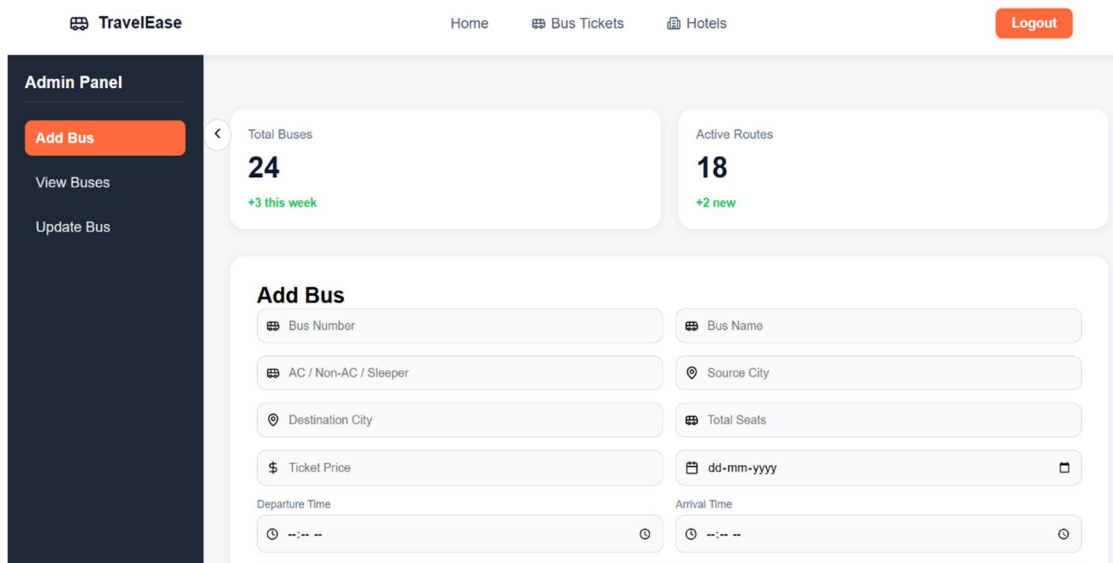 TravelEase Home Bus Tickets Hotels Logout
Admin Panel
Add Bus
View Buses
Update Bus
Total Buses
24
+3 this week
Active Routes
18
+2 new
Add Bus
Bus Number
Bus Name
AC / Non-AC / Sleeper
Source City
Destination City
Total Seats
Ticket Price
dd-mm-yyyy
Departure Time
Arrival Time
--:-- --
--:-- --